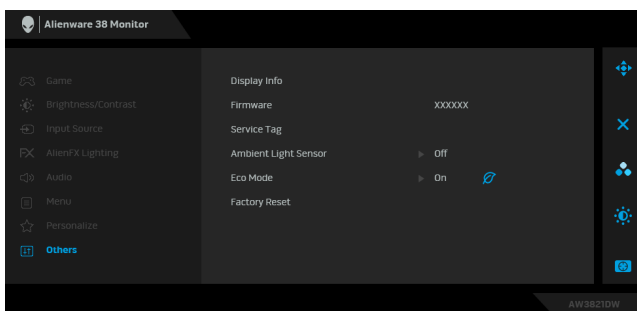 Alienware 38 Monitor
Game
Brightness/Contrast
Input Source
AlienFX Lighting
Audio
Menu
Personalize
Others
Display Info
Firmware XXXXXX
Service Tag
Ambient Light Sensor Off
Eco Mode On
Factory Reset
AW3821DW